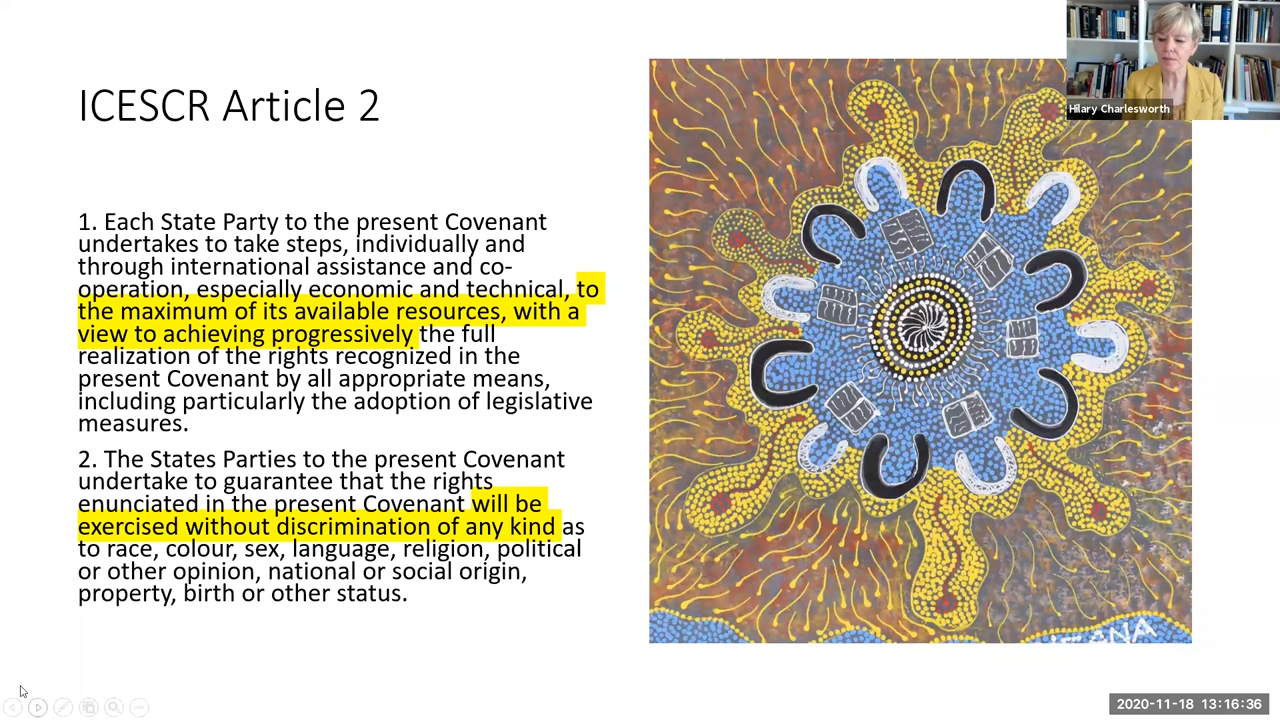 ICESCR Article 2
1. Each State Party to the present Covenant
undertakes to take steps, individually and
through international assistance and co-
operation, especially economic and technical, to
the maximum of its available resources, with a
view to achieving progressively the full
realization of the rights recognized in the
present Covenant by all appropriate means,
including particularly the adoption of legislative
measures.
2. The States Parties to the present Covenant
undertake to guarantee that the rights
enunciated in the present Covenant will be
exercised without discrimination of any kind as
to race, colour, sex, language, religion, political
or other opinion, national or social origin,
property, birth or other status.
Hilary Charlesworth
2020-11-18 13:16:36